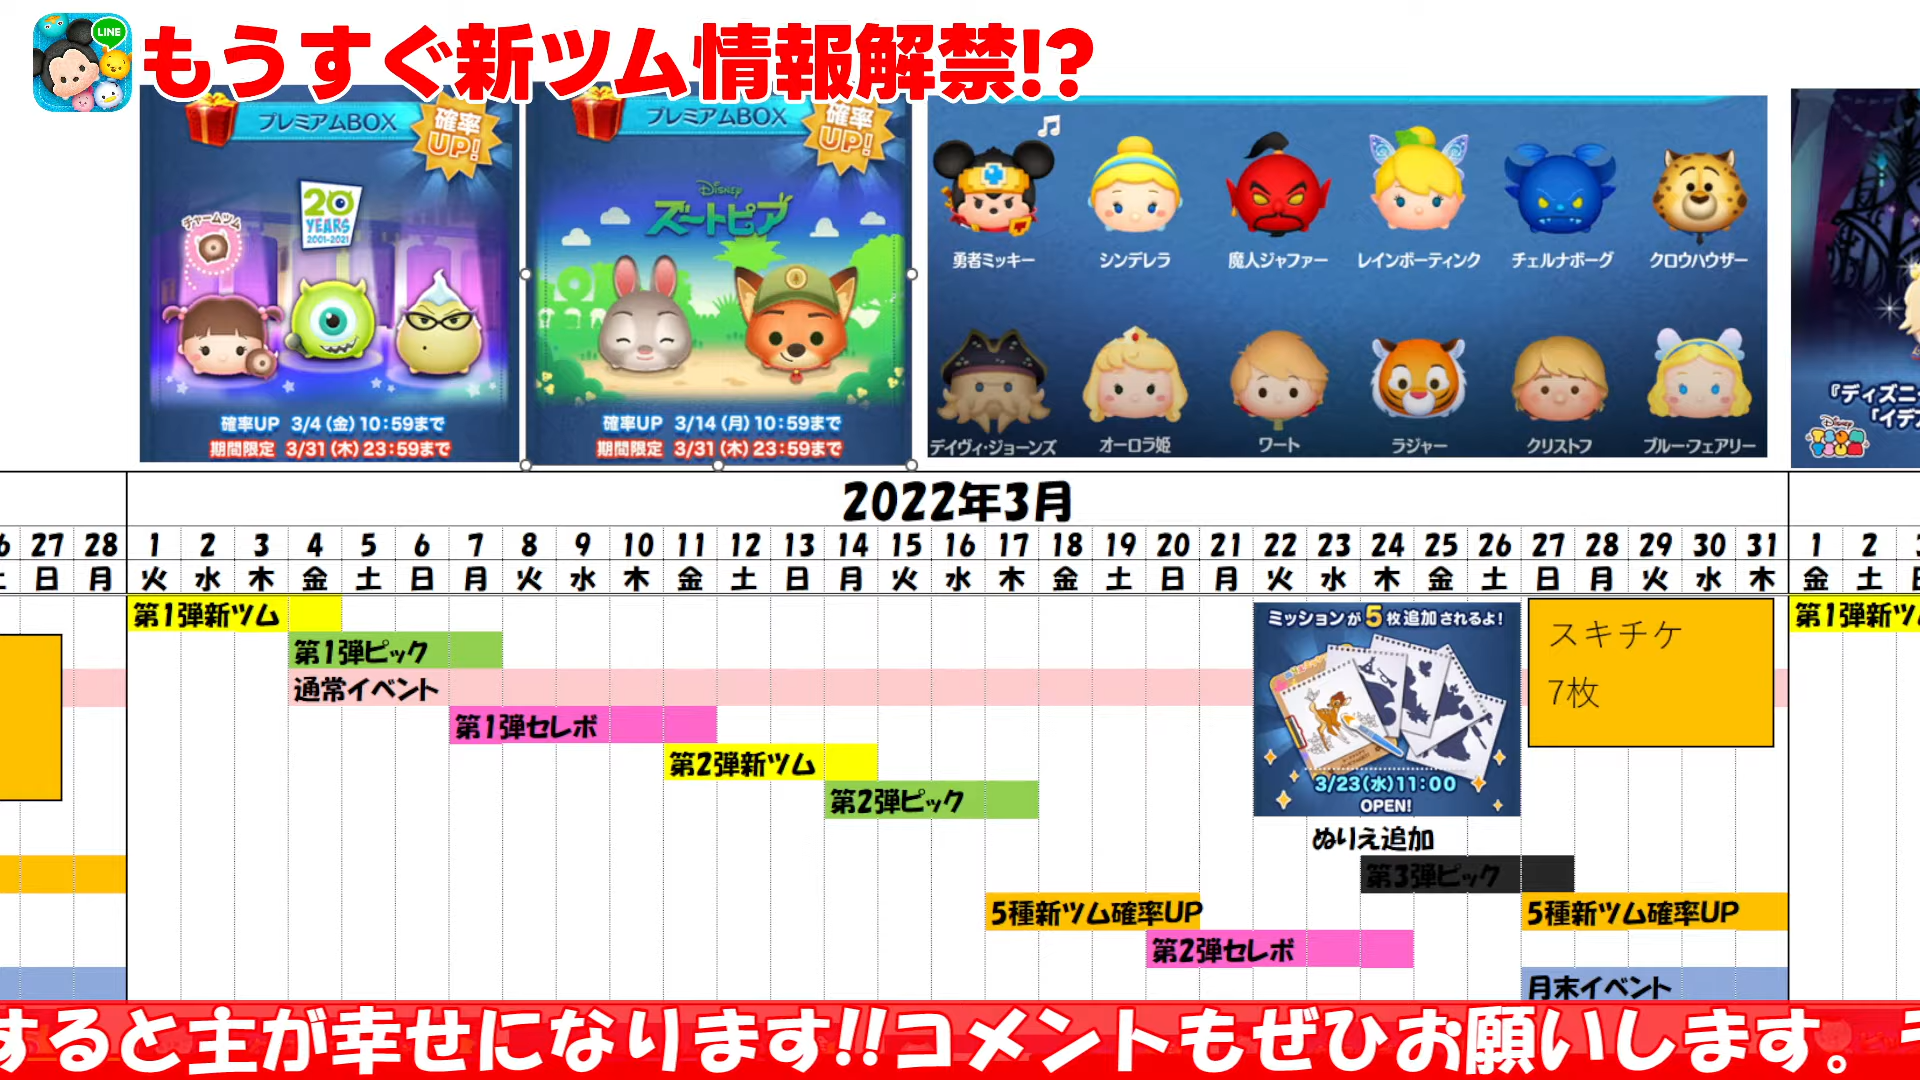 LINE
もうすぐ新ツム情報解禁!?
プレミアムBOX
確率
UP!
20
YEARS
2001-2021
チャームツム
確率UP 3/4(金)10:59まで
期間限定 3/31(木)23:59まで
プレミアムBOX
確率
UP!
Disney
ズートピア
確率UP 3/14(月)10:59まで
期間限定 3/31(木)23:59まで
勇者ミッキー シンデレラ 魔人ジャファー レインボーティンク チェルナボーグ クロウハウザー
デイヴィ・ジョーンズ オーロラ姫 ワート ラジャー クリストフ ブルー・フェアリー
『ディズニ
「イデ
Disney
TSUM
TSUM
2022年3月
27 28 1 2 3 4 5 6 7 8 9 10 11 12 13 14 15 16 17 18 19 20 21 22 23 24 25 26 27 28 29 30 31 1 2
日 月 火 水 木 金 土 日 月 火 水 木 金 土 日 月 火 水 木 金 土 日 月 火 水 木 金 土 日 月 火 水 木 金 土
第1弾新ツム
第1弾新ツ
第1弾ピック
通常イベント
第1弾セレボ
第2弾新ツム
第2弾ピック
ミッションが5枚追加されるよ!
3/23(水)11:00
OPEN!
スキチケ
7枚
ぬりえ追加
第3弾ピック
5種新ツム確率UP
5種新ツム確率UP
第2弾セレボ
月末イベント
すると主が幸せになります!!コメントもぜひお願いします。